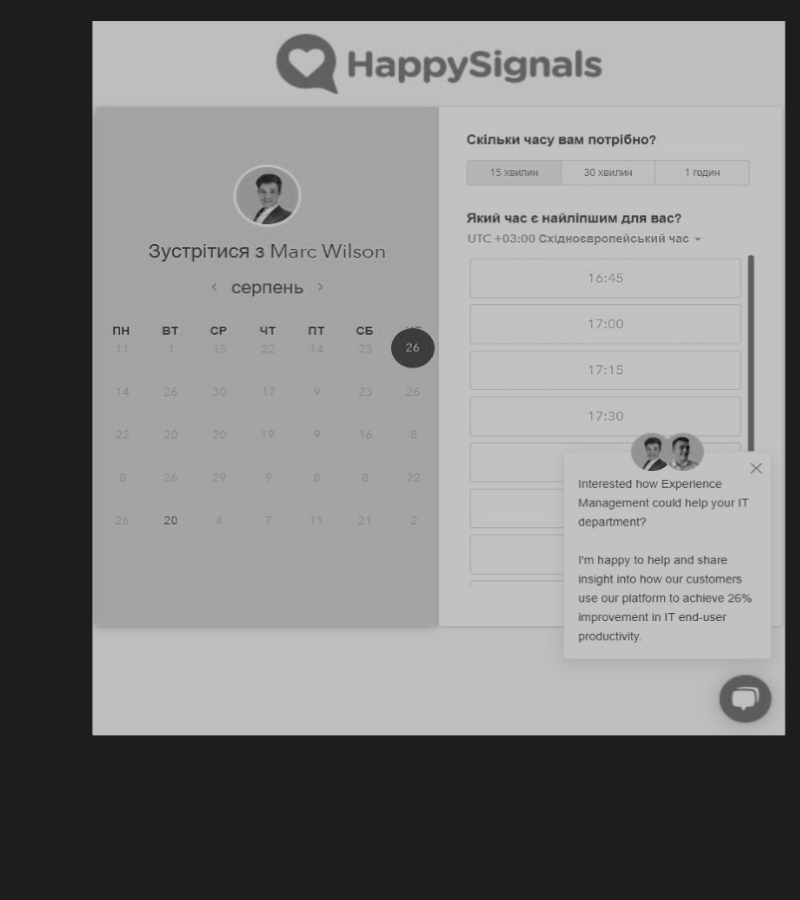 HappySignals
Зустрітися з Marc Wilson
серпень
ПН ВТ СР ЧТ ПТ СБ
11 1 15 22 14 23 26
14 26 30 17 9 23 26
22 20 20 19 9 16 8
8 26 29 9 8 8 22
26 20 4 7 11 21 2
Скільки часу вам потрібно?
15 хвилин 30 хвилин 1 годин
Який час є найліпшим для вас?
UTC +03:00 Східноєвропейський час
16:45
17:00
17:15
17:30
Interested how Experience
Management could help your IT
department?
I'm happy to help and share
insight into how our customers
use our platform to achieve 26%
improvement in IT end-user
productivity.